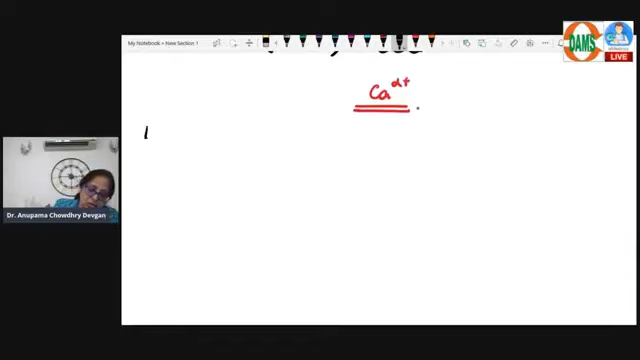 My Notebook » New Section 1
DAMS
LIVE
Ca²⁺
Dr. Anupama Chowdhry Devgan